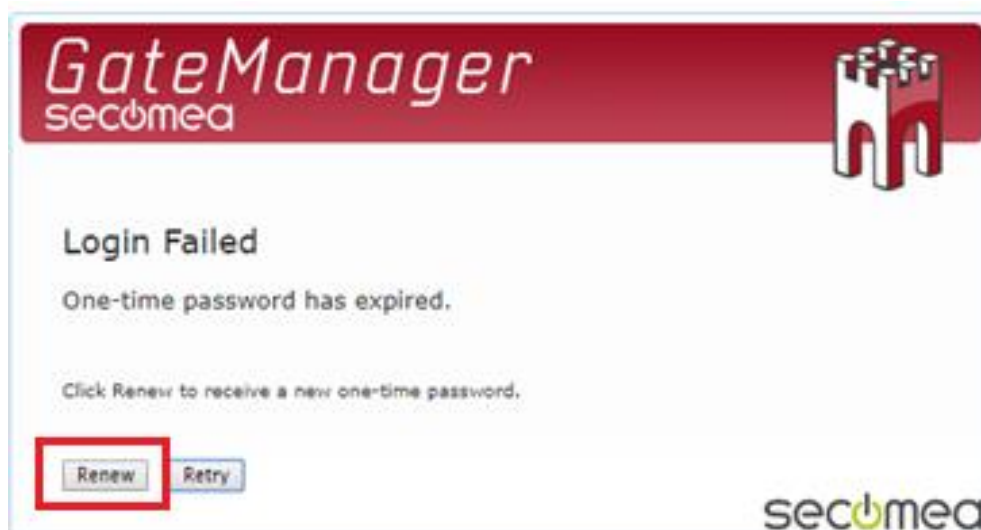 GateManager
secomea
Login Failed
One-time password has expired.
Click Renew to receive a new one-time password.
Renew Retry
secomea